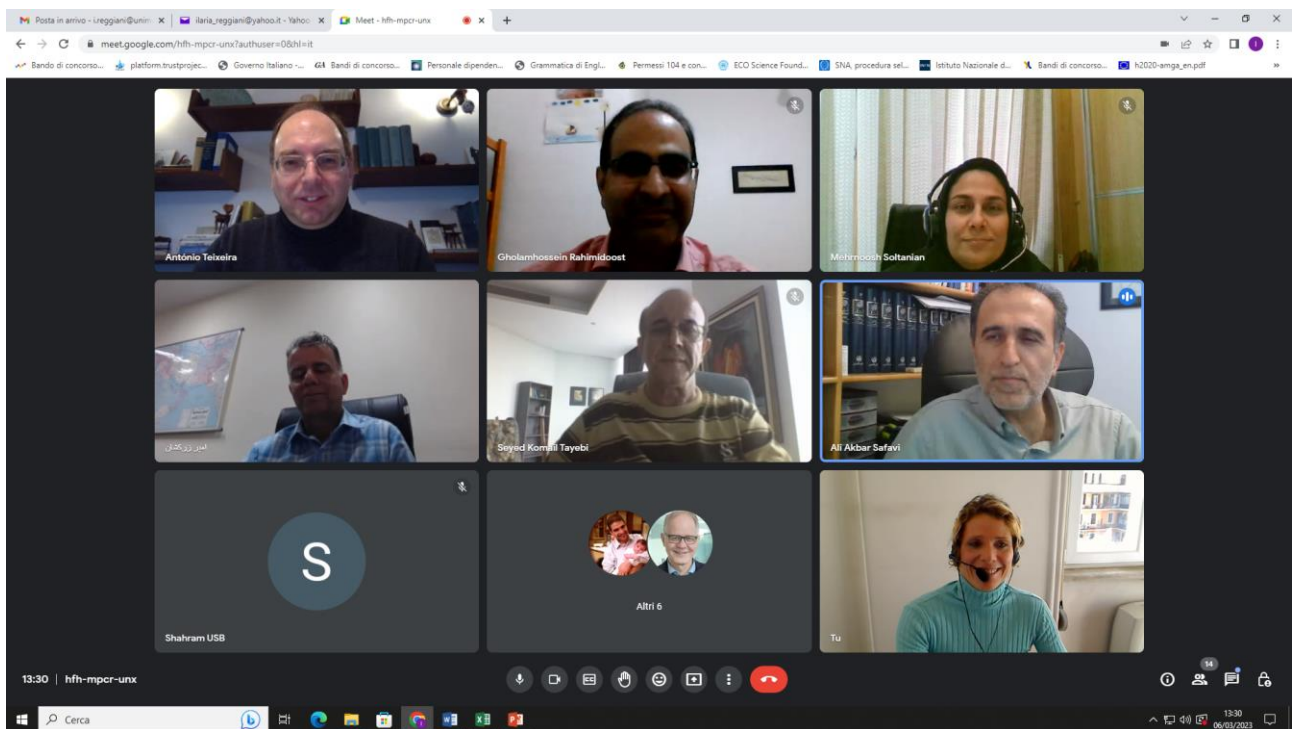 Posta in arrivo - i.reggiani@unim
ilaria_reggiani@yahoo.it - Yahoo
Meet - hfh-mpcr-unx
meet.google.com/hfh-mpcr-unx?authuser=0&hl=it
Bando di concorso...
platform.trustprojec...
Governo Italiano -...
Bandi di concorso...
Personale dipenden...
Grammatica di Engl...
Permessi 104 e con...
ECO Science Found...
SNA, procedura sel...
Istituto Nazionale d...
Bandi di concorso...
h2020-amga_en.pdf
António Teixeira
Gholamhossein Rahimidoost
Mehrnoosh Soltanian
امیر زرکشان
Seyed Komail Tayebi
Ali Akbar Safavi
S
Shahram USB
Altri 6
Tu
13:30 | hfh-mpcr-unx
14
Cerca
13:30
06/03/2023